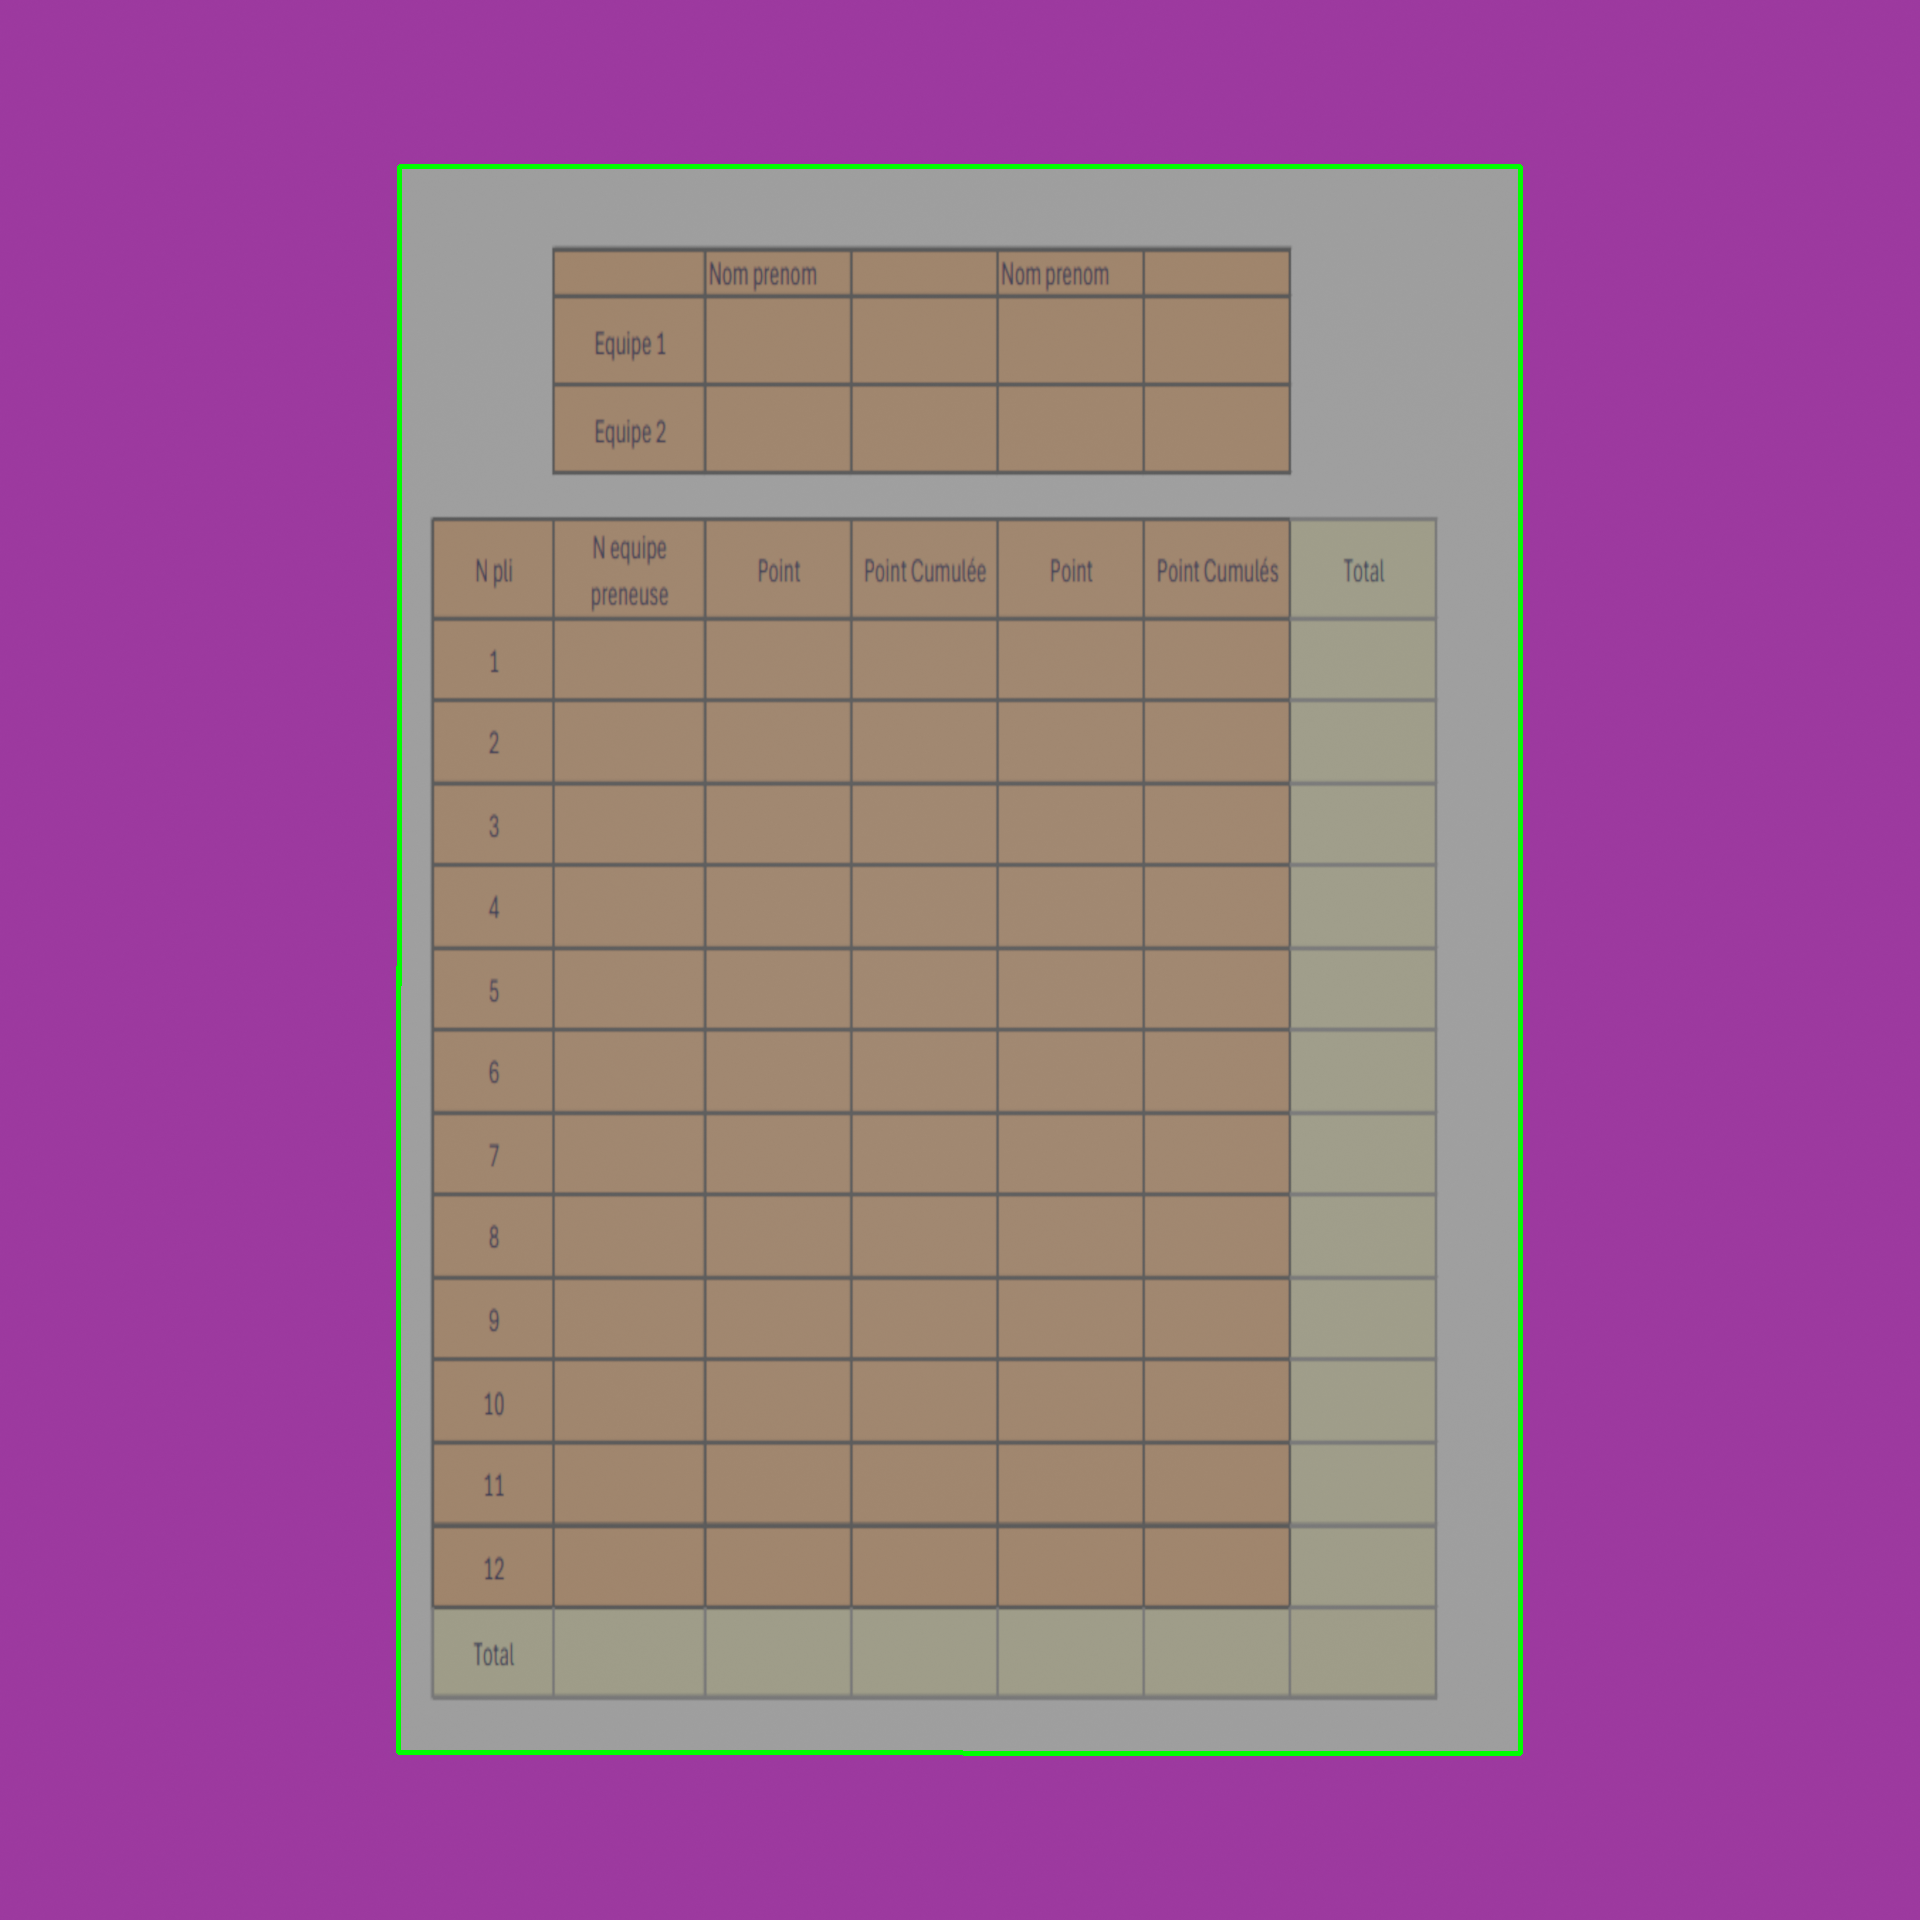 Nom prenom Nom prenom
Equipe 1
Equipe 2
N pli N equipe preneuse Point Point Cumulée Point Point Cumulés Total
1
2
3
4
5
6
7
8
9
10
11
12
Total